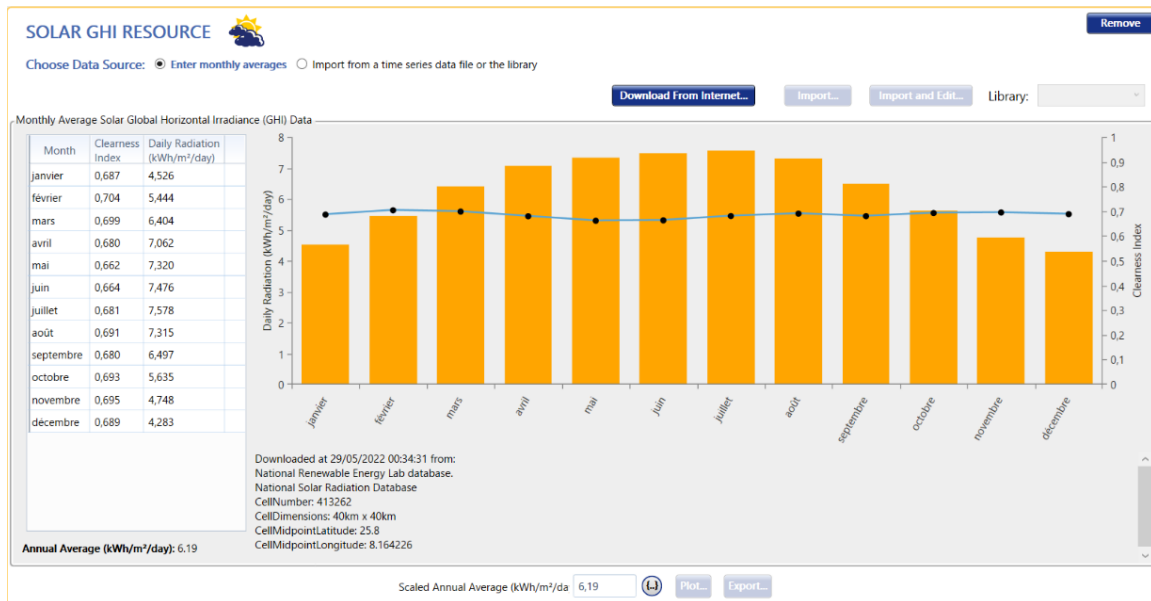 SOLAR GHI RESOURCE
Remove
Choose Data Source: Enter monthly averages Import from a time series data file or the library
Download From Internet... Import... Import and Edit... Library:
Monthly Average Solar Global Horizontal Irradiance (GHI) Data
Month Clearness Index Daily Radiation (kWh/m²/day)
janvier 0,687 4,526
février 0,704 5,444
mars 0,699 6,404
avril 0,680 7,062
mai 0,662 7,320
juin 0,664 7,476
juillet 0,681 7,578
août 0,691 7,315
septembre 0,680 6,497
octobre 0,693 5,635
novembre 0,695 4,748
décembre 0,689 4,283
Daily Radiation (kWh/m²/day)
8
7
6
5
4
3
2
1
0
1
0,9
0,8
0,7
0,6
0,5
0,4
0,3
0,2
0,1
0
Clearness Index
janvier février mars avril mai juin juillet août septembre octobre novembre décembre
Downloaded at 29/05/2022 00:34:31 from:
National Renewable Energy Lab database.
National Solar Radiation Database
CellNumber: 413262
CellDimensions: 40km x 40km
CellMidpointLatitude: 25.8
CellMidpointLongitude: 8.164226
Annual Average (kWh/m²/day): 6.19
Scaled Annual Average (kWh/m²/da 6,19 {..} Plot... Export...